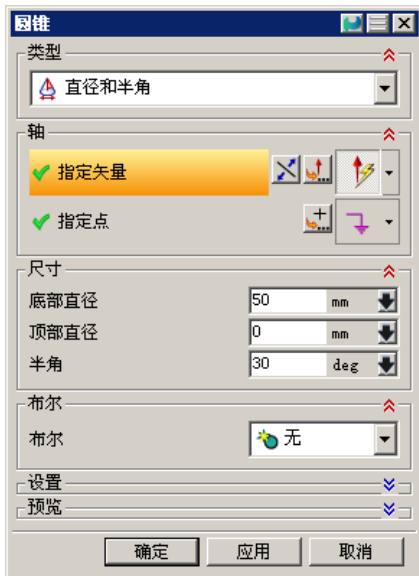 圆锥
类型
直径和半角
轴
指定矢量
指定点
尺寸
底部直径 50 mm
顶部直径 0 mm
半角 30 deg
布尔
布尔 无
设置
预览
确定 应用 取消